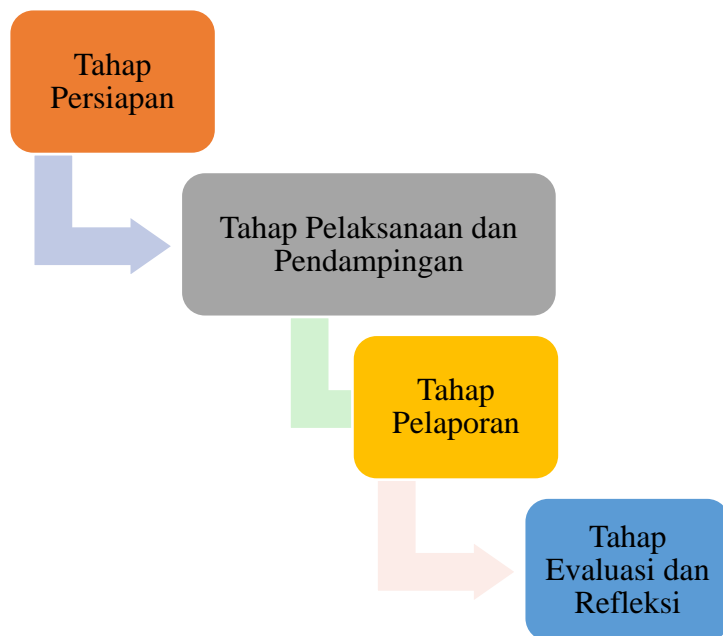 Tahap
Persiapan
Tahap Pelaksanaan dan
Pendampingan
Tahap
Pelaporan
Tahap
Evaluasi dan
Refleksi